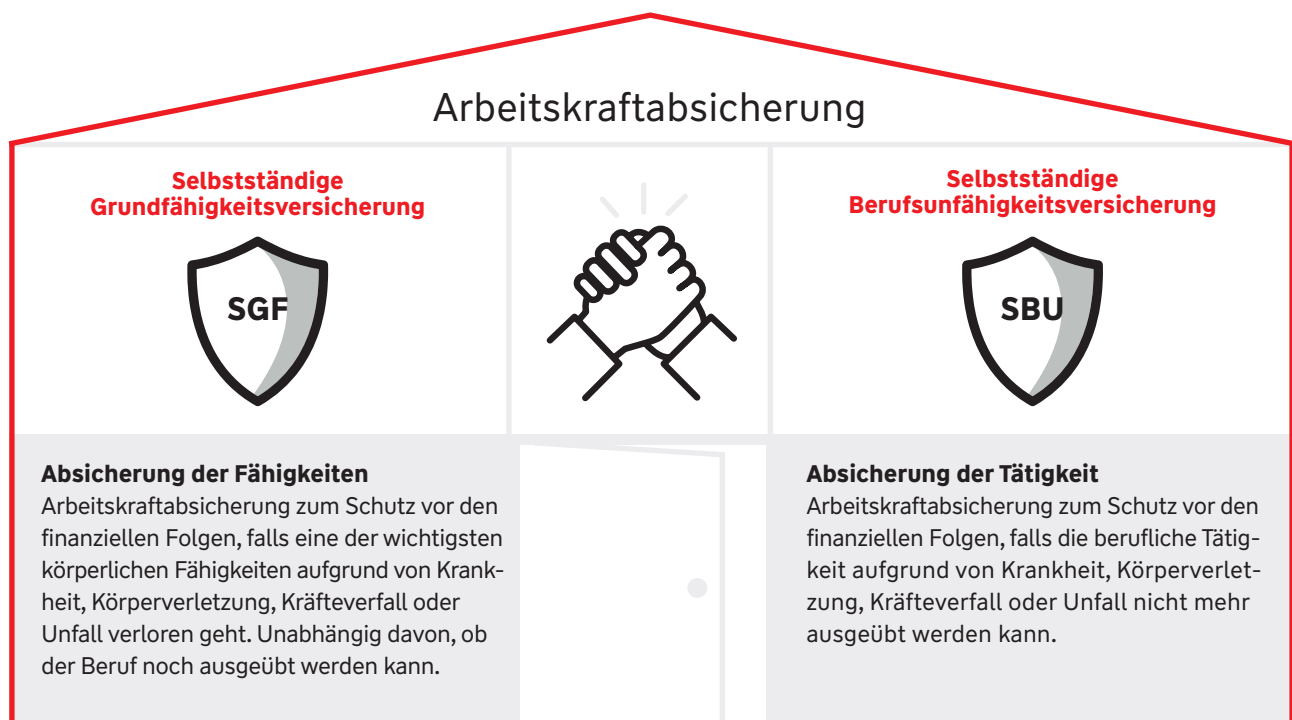 Arbeitskraftabsicherung
Selbstständige
Grundfähigkeitsversicherung
SGF
Absicherung der Fähigkeiten
Arbeitskraftabsicherung zum Schutz vor den
finanziellen Folgen, falls eine der wichtigsten
körperlichen Fähigkeiten aufgrund von Krank-
heit, Körperverletzung, Kräfteverfall oder
Unfall verloren geht. Unabhängig davon, ob
der Beruf noch ausgeübt werden kann.
Selbstständige
Berufsunfähigkeitsversicherung
SBU
Absicherung der Tätigkeit
Arbeitskraftabsicherung zum Schutz vor den
finanziellen Folgen, falls die berufliche Tätig-
keit aufgrund von Krankheit, Körperverlet-
zung, Kräfteverfall oder Unfall nicht mehr
ausgeübt werden kann.